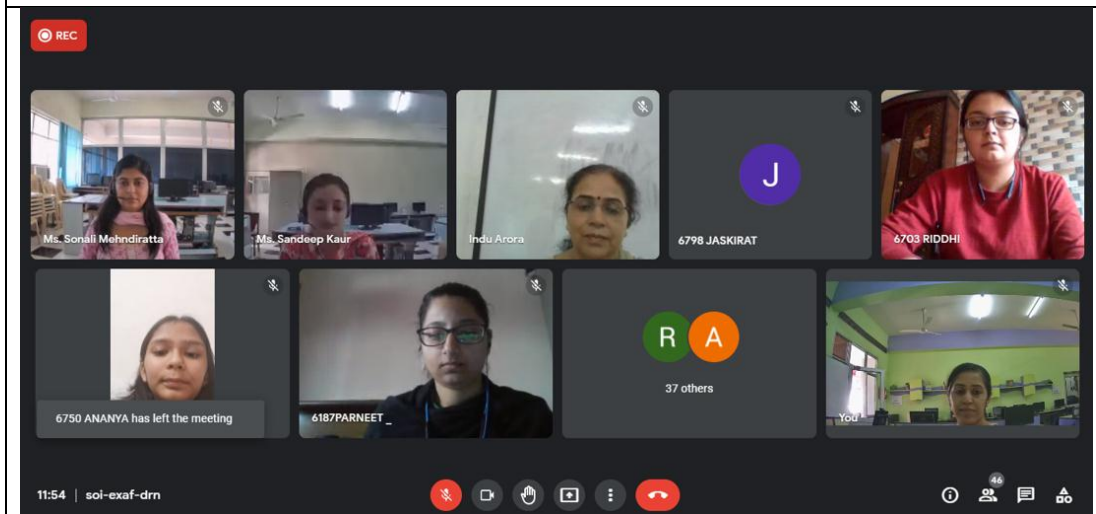 REC
Ms. Sonali Mehndiratta
Ms. Sandeep Kaur
Indu Arora
J
6798 JASKIRAT
6703 RIDDHI
6750 ANANYA has left the meeting
6187PARNEET _
R A
37 others
You
11:54 | soi-exaf-drn
46